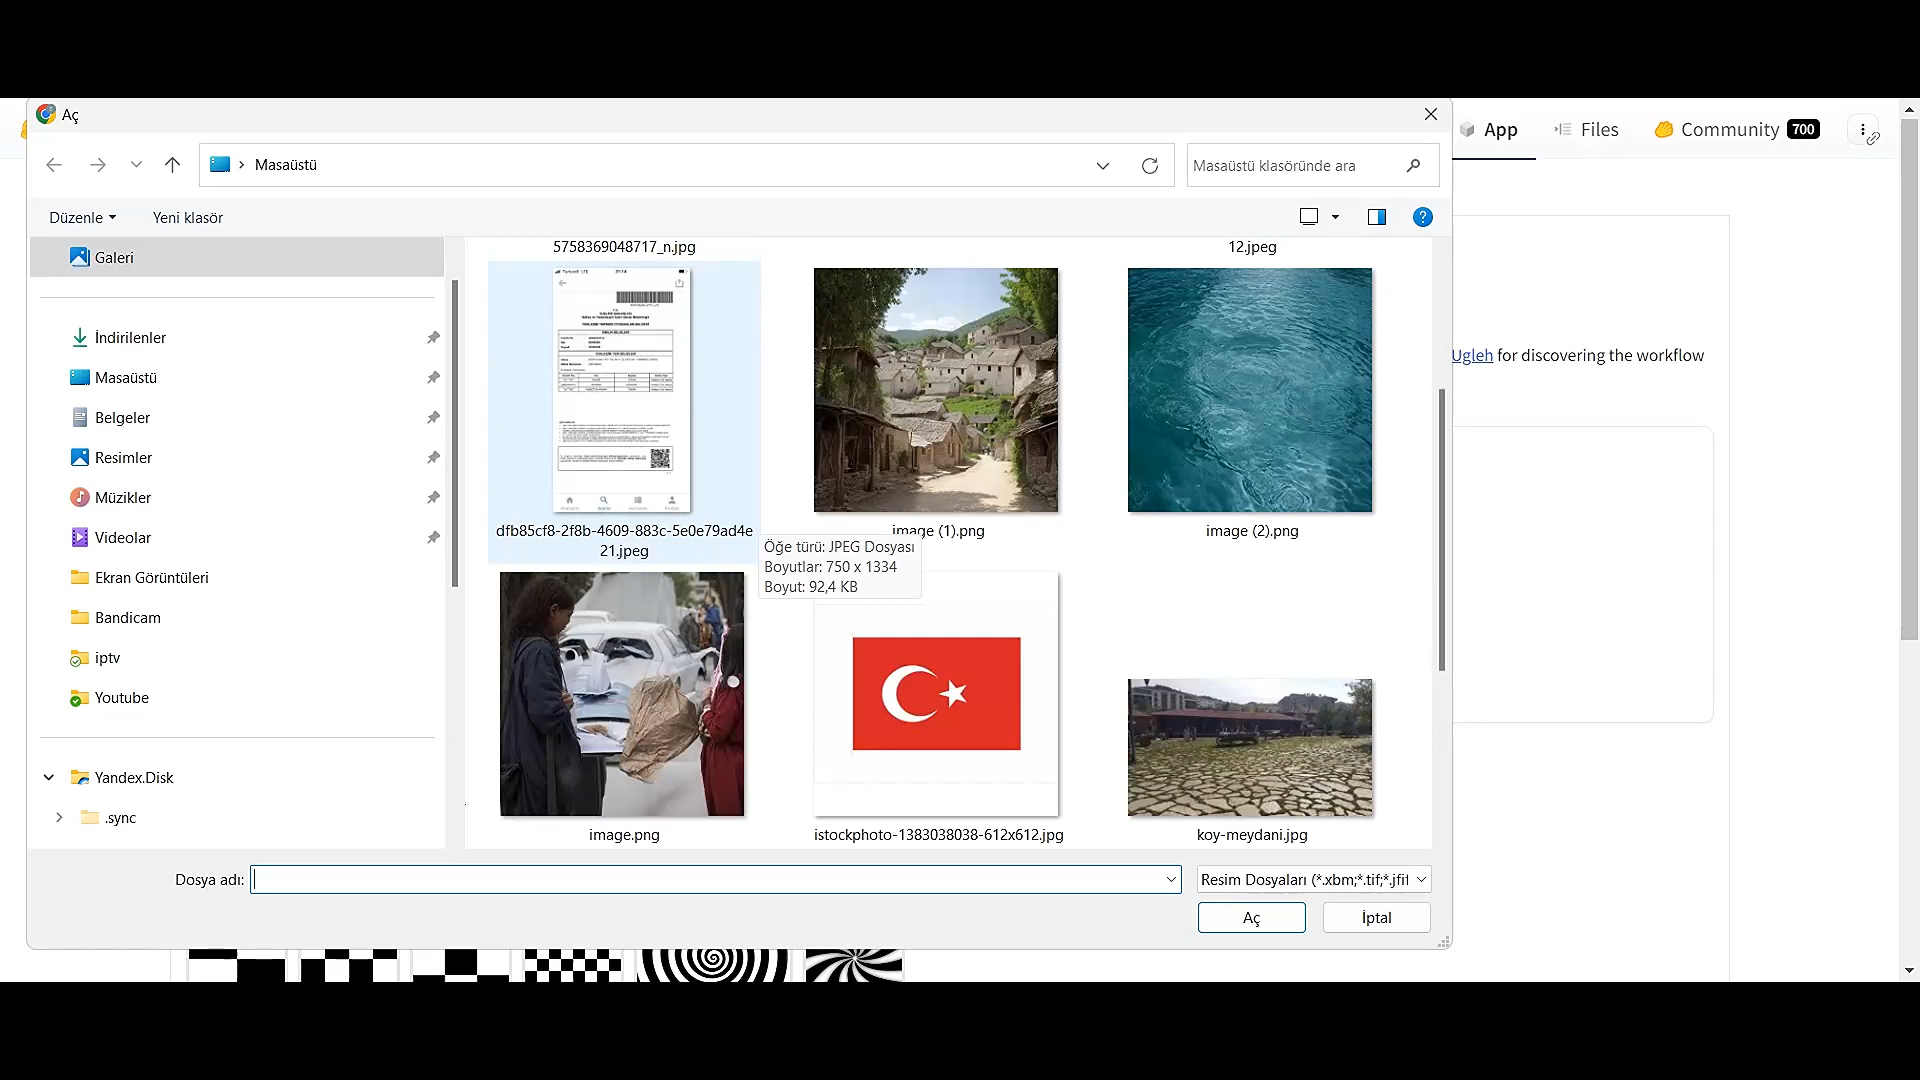 Aç
App
Files
Community 700
Masaüstü
Masaüstü klasöründe ara
Düzenle
Yeni klasör
Galeri
İndirilenler
Masaüstü
Belgeler
Resimler
Müzikler
Videolar
Ekran Görüntüleri
Bandicam
iptv
Youtube
Yandex.Disk
.sync
5758369048717_n.jpg
12.jpeg
dfb85cf8-2f8b-4609-883c-5e0e79ad4e
21.jpeg
image (1).png
image (2).png
Öğe türü: JPEG Dosyası
Boyutlar: 750 x 1334
Boyut: 92,4 KB
image.png
istockphoto-1383038038-612x612.jpg
koy-meydani.jpg
Ugleh for discovering the workflow
Dosya adı:
Resim Dosyaları (*.xbm;*.tif;*.jfif
Aç
İptal